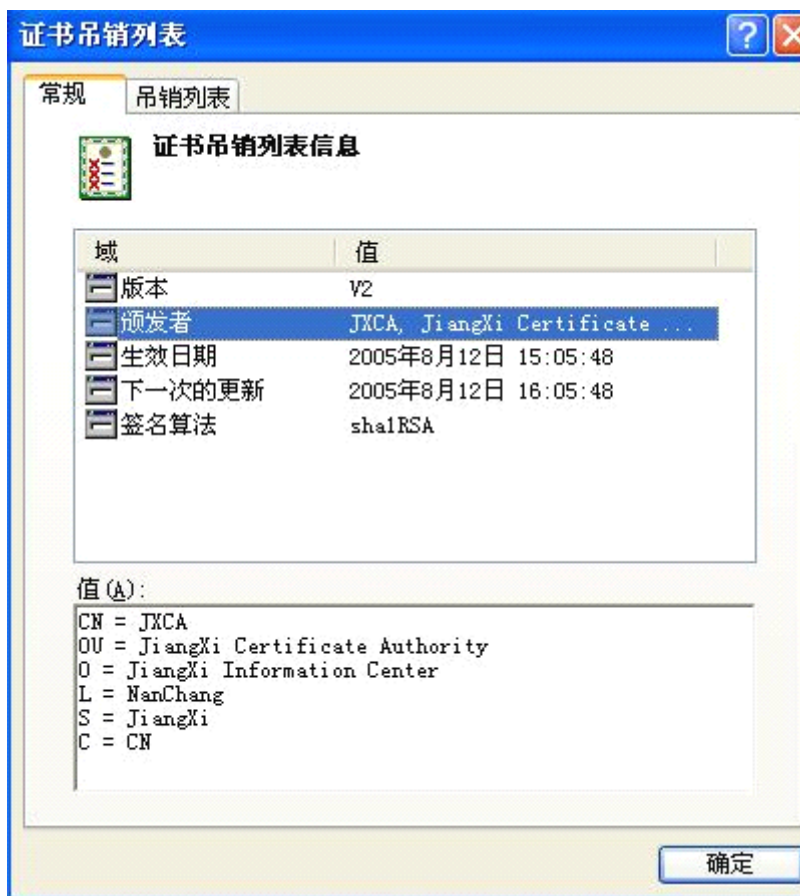 证书吊销列表
常规 吊销列表
证书吊销列表信息
域 值
版本 V2
颁发者 JXCA, JiangXi Certificate ...
生效日期 2005年8月12日 15:05:48
下一次的更新 2005年8月12日 16:05:48
签名算法 sha1RSA
值(A):
CN = JXCA
OU = JiangXi Certificate Authority
O = JiangXi Information Center
L = NanChang
S = JiangXi
C = CN
确定